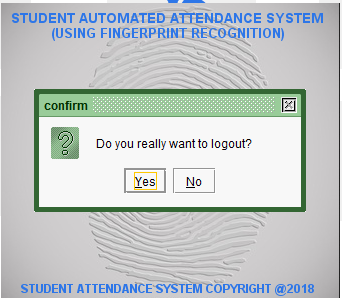 STUDENT AUTOMATED ATTENDANCE SYSTEM
(USING FINGERPRINT RECOGNITION)
confirm
Do you really want to logout?
Yes No
STUDENT ATTENDANCE SYSTEM COPYRIGHT @2018